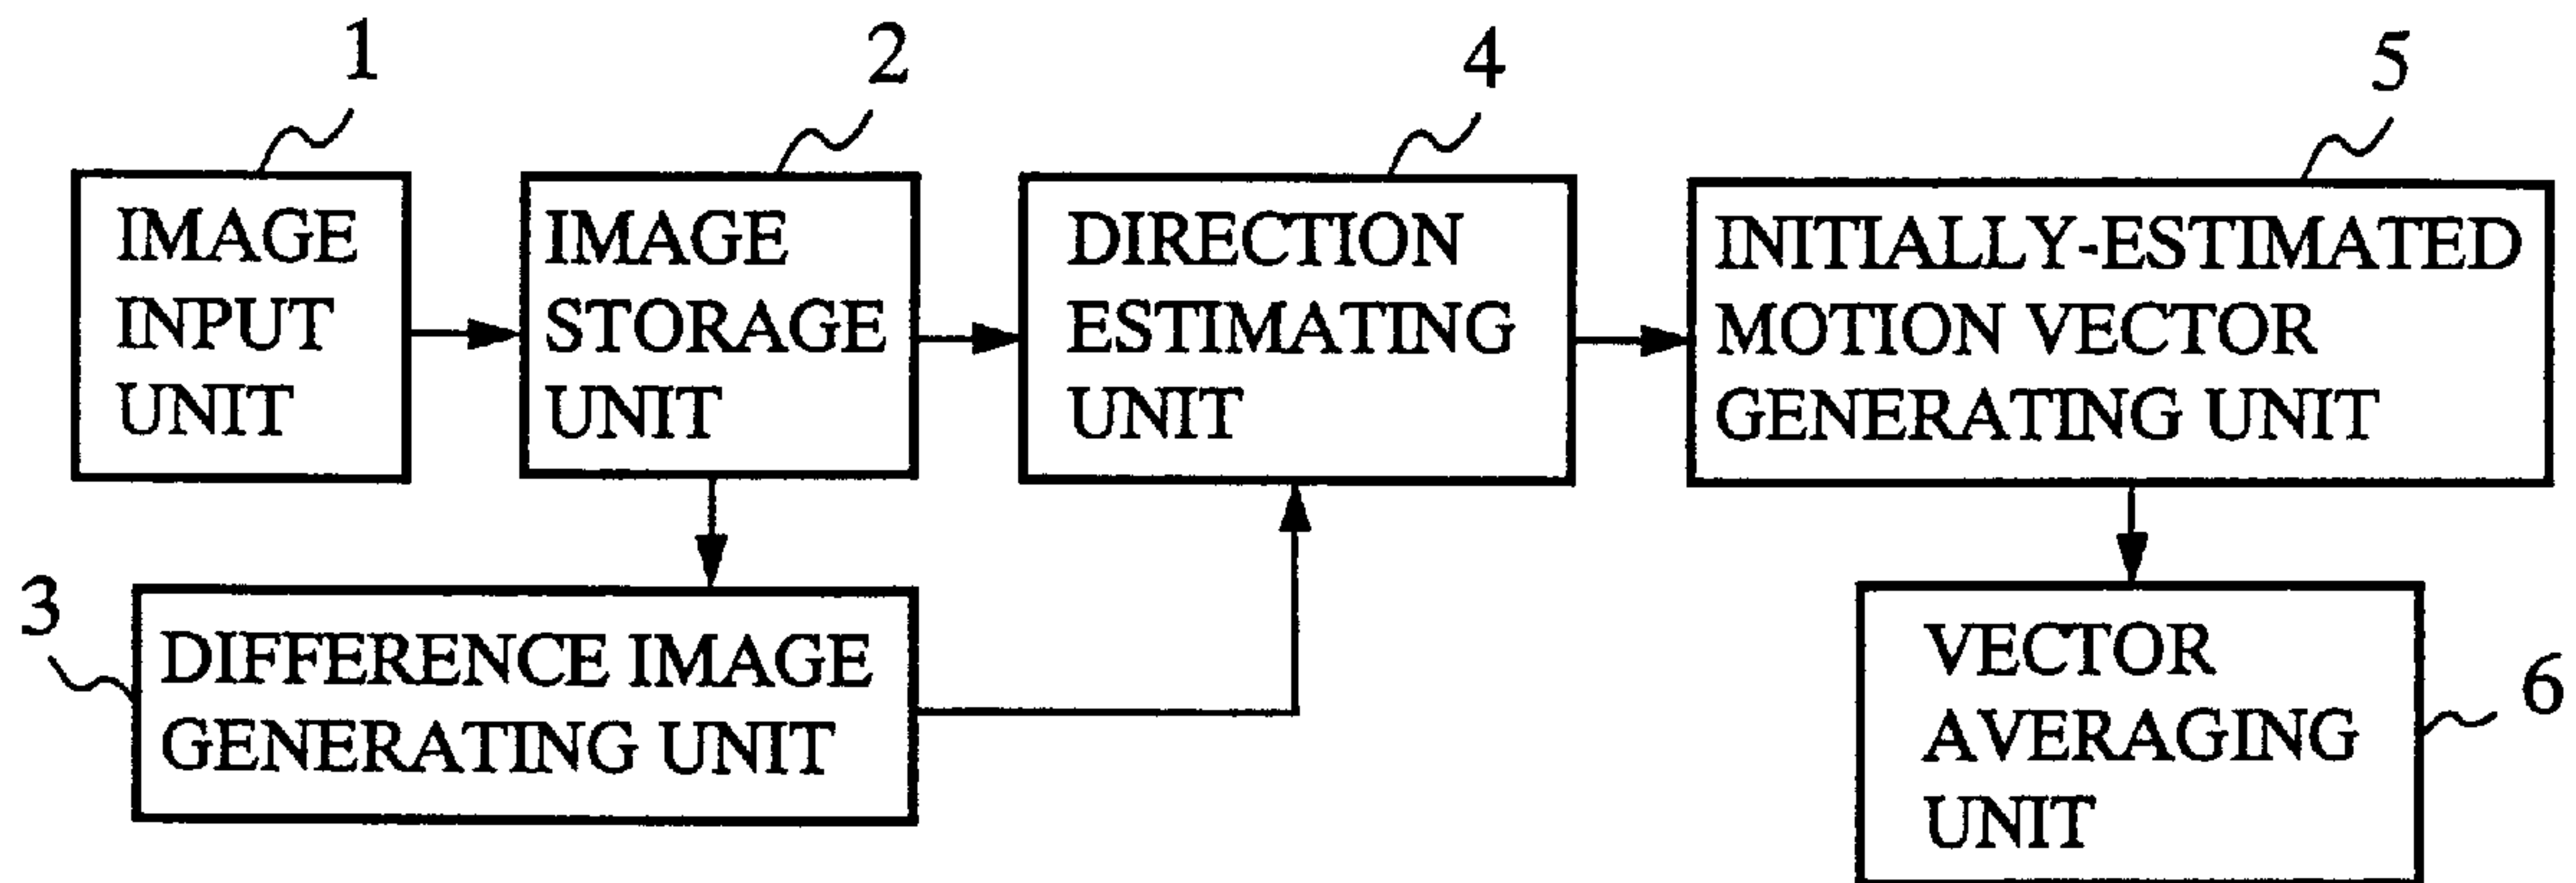 1
IMAGE
INPUT
UNIT
2
IMAGE
STORAGE
UNIT
4
DIRECTION
ESTIMATING
UNIT
5
INITIALLY-ESTIMATED
MOTION VECTOR
GENERATING UNIT
3
DIFFERENCE IMAGE
GENERATING UNIT
VECTOR
AVERAGING
UNIT
6